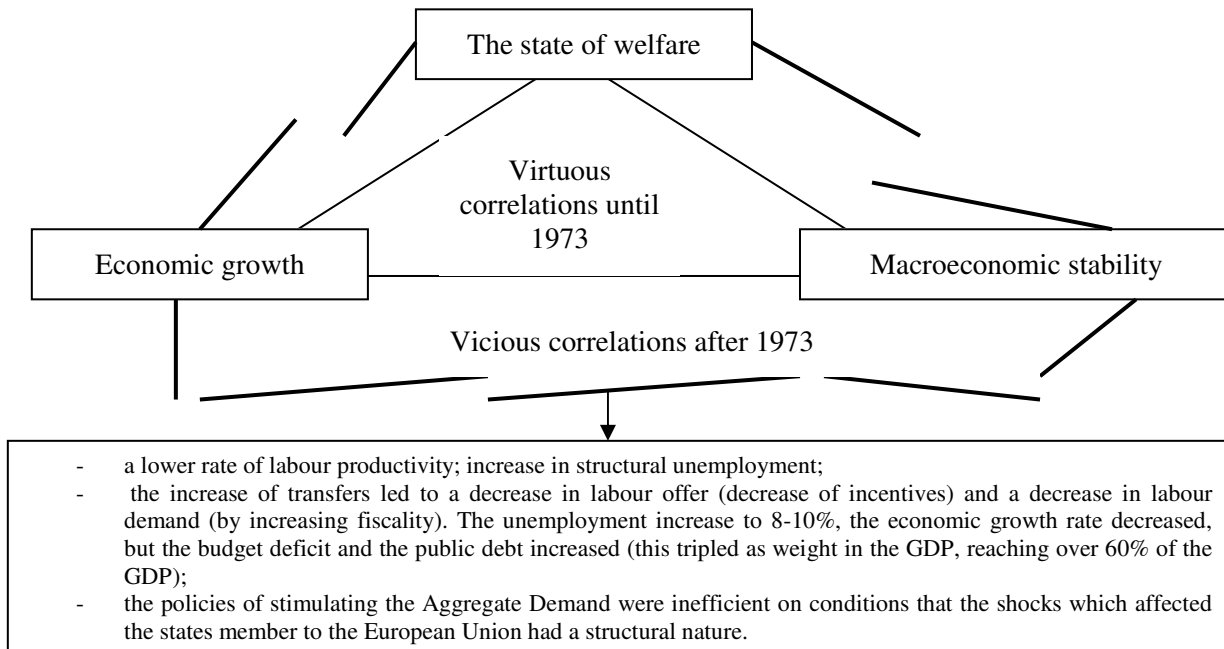 The state of welfare
Virtuous
correlations until
1973
Economic growth
Macroeconomic stability
Vicious correlations after 1973
- a lower rate of labour productivity; increase in structural unemployment;
- the increase of transfers led to a decrease in labour offer (decrease of incentives) and a decrease in labour
demand (by increasing fiscality). The unemployment increase to 8-10%, the economic growth rate decreased,
but the budget deficit and the public debt increased (this tripled as weight in the GDP, reaching over 60% of the
GDP);
- the policies of stimulating the Aggregate Demand were inefficient on conditions that the shocks which affected
the states member to the European Union had a structural nature.